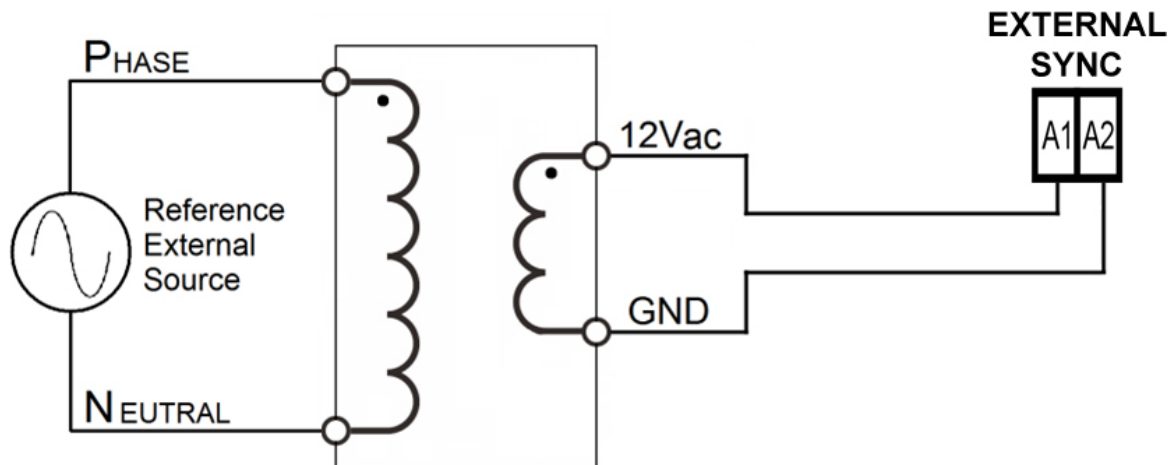 EXTERNAL
SYNC
PHASE
12Vac
A1 A2
Reference
External
Source
GND
NEUTRAL